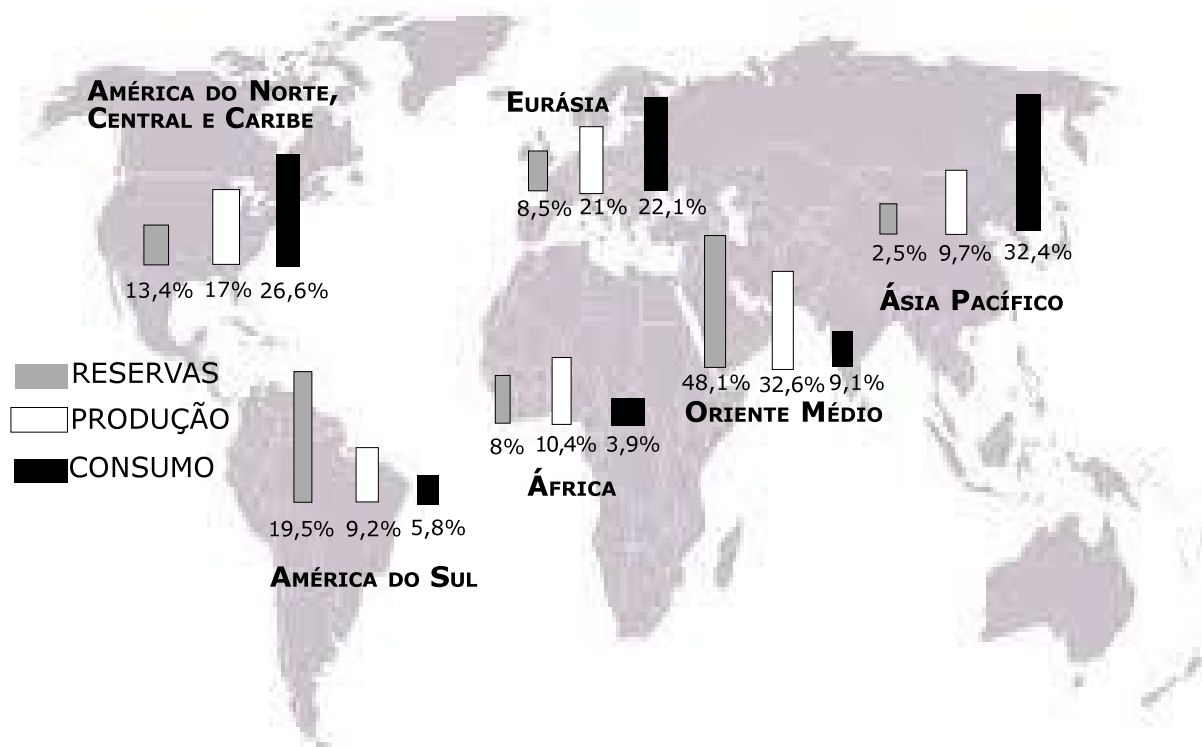 América do Norte,
Central e Caribe
13,4% 17% 26,6%
Eurásia
8,5% 21% 22,1%
2,5% 9,7% 32,4%
Ásia Pacífico
48,1% 32,6% 9,1%
Oriente Médio
RESERVAS
PRODUÇÃO
CONSUMO
8% 10,4% 3,9%
África
19,5% 9,2% 5,8%
América do Sul